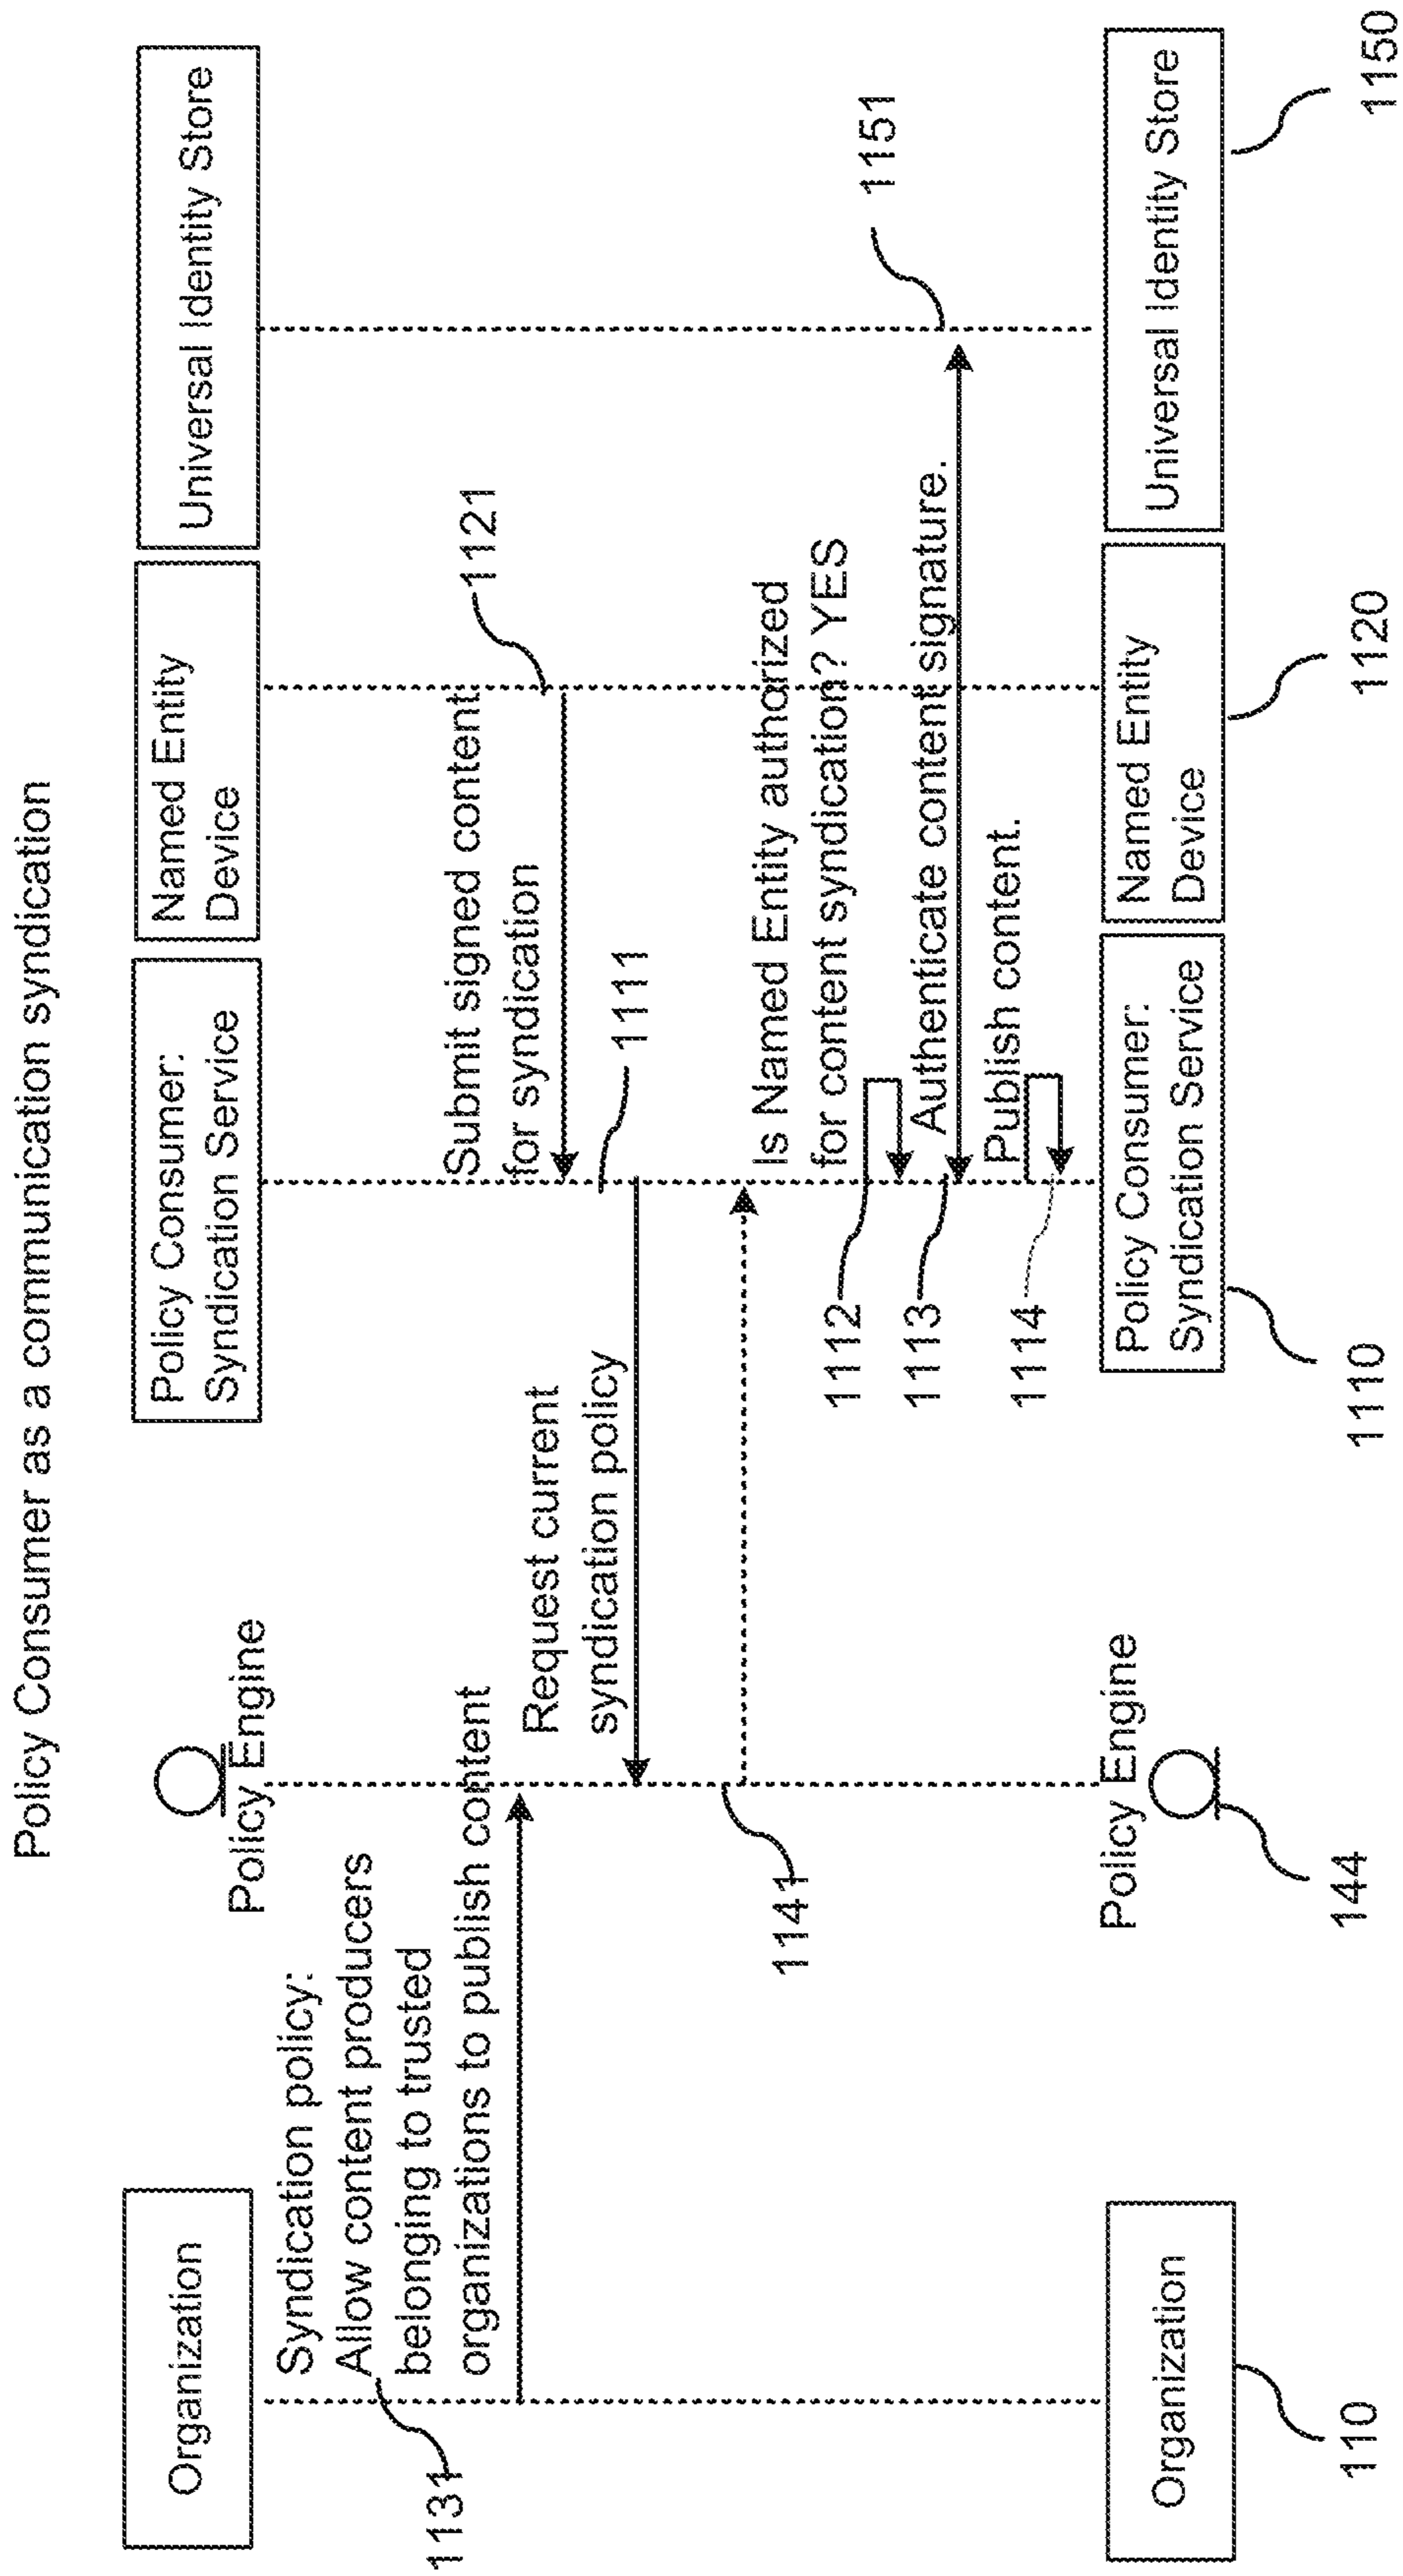 Policy Consumer as a communication syndication
Organization
Policy Engine
Policy Consumer:
Syndication Service
Named Entity
Device
Universal Identity Store
Syndication policy:
Allow content producers
belonging to trusted
organizations to publish content
1131
Submit signed content
for syndication
1121
Request current
syndication policy
1111
1141
Is Named Entity authorized
for content syndication? YES
1112
Authenticate content signature.
1113
1151
Publish content.
1114
Organization
Policy Engine
Policy Consumer:
Syndication Service
Named Entity
Device
Universal Identity Store
110
144
1110
1120
1150